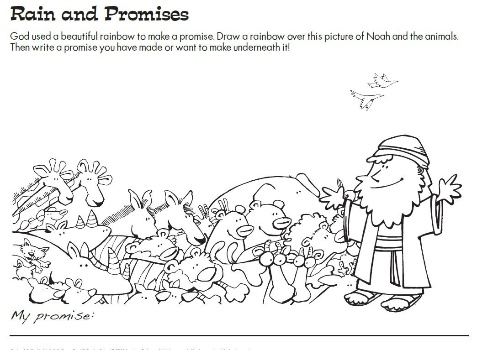 Rain and Promises
God used a beautiful rainbow to make a promise. Draw a rainbow over this picture of Noah and the animals.
Then write a promise you have made or want to make underneath it!
My promise: